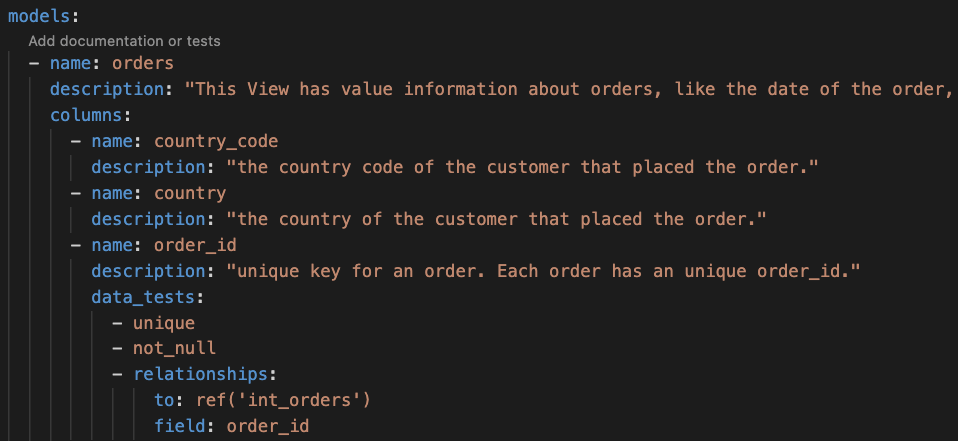 models:
Add documentation or tests
- name: orders
description: "This View has value information about orders, like the date of the order,
columns:
- name: country_code
description: "the country code of the customer that placed the order."
- name: country
description: "the country of the customer that placed the order."
- name: order_id
description: "unique key for an order. Each order has an unique order_id."
data_tests:
- unique
- not_null
- relationships:
to: ref('int_orders')
field: order_id